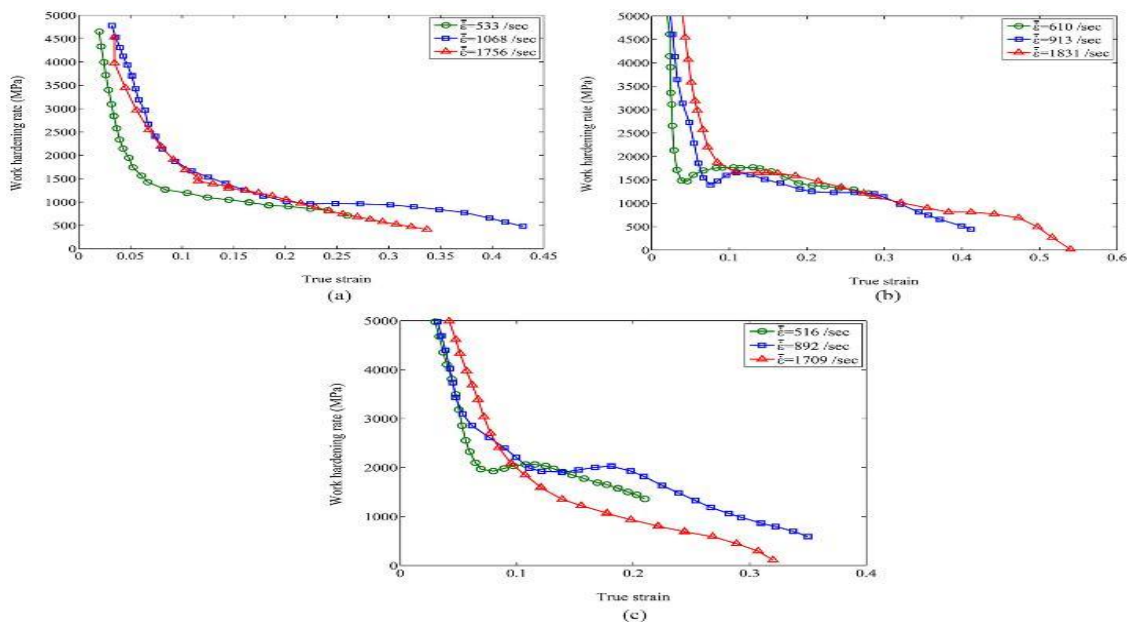 5000
4500
4000
3500
3000
2500
2000
1500
1000
500
0
Work hardening rate (MPa)
0.05
0.1
0.15
0.2
0.25
0.3
0.35
0.4
0.45
True strain
(a)
ε̄̇=533 /sec
ε̄̇=1068 /sec
ε̄̇=1756 /sec
5000
4500
4000
3500
3000
2500
2000
1500
1000
500
0
Work hardening rate (MPa)
0
0.1
0.2
0.3
0.4
0.5
0.6
True strain
(b)
ε̄̇=610 /sec
ε̄̇=913 /sec
ε̄̇=1831 /sec
5000
4000
3000
2000
1000
0
Work hardening rate (MPa)
0
0.1
0.2
0.3
0.4
True strain
(c)
ε̄̇=516 /sec
ε̄̇=892 /sec
ε̄̇=1709 /sec